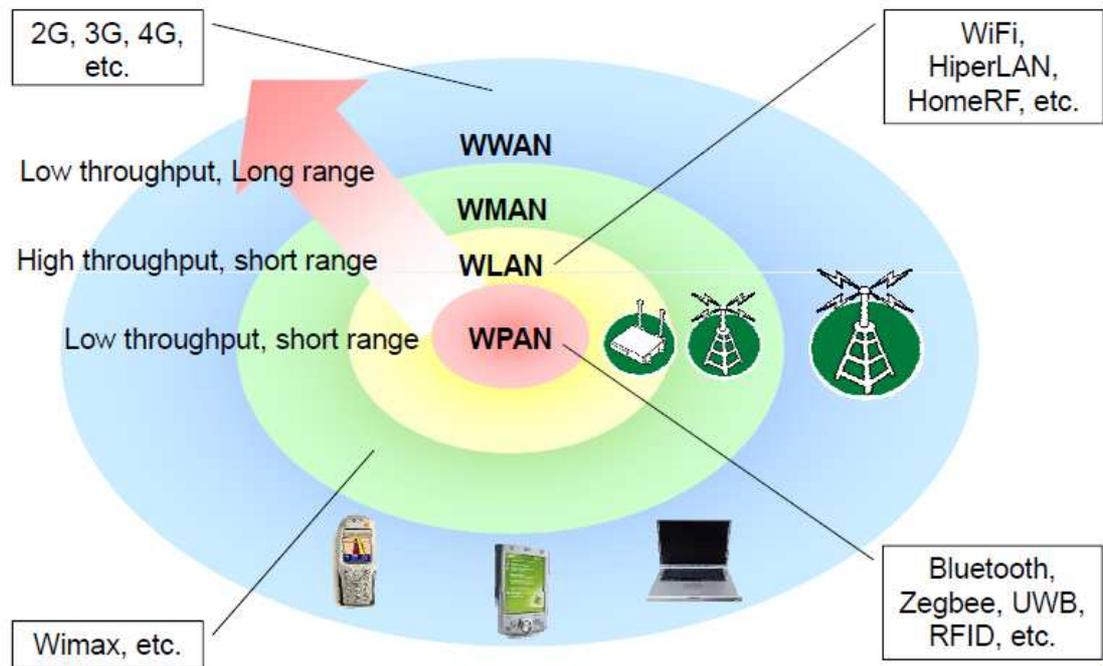 2G, 3G, 4G,
etc.
WiFi,
HiperLAN,
HomeRF, etc.
WWAN
Low throughput, Long range
WMAN
High throughput, short range
WLAN
Low throughput, short range
WPAN
Bluetooth,
Zegbee, UWB,
RFID, etc.
Wimax, etc.